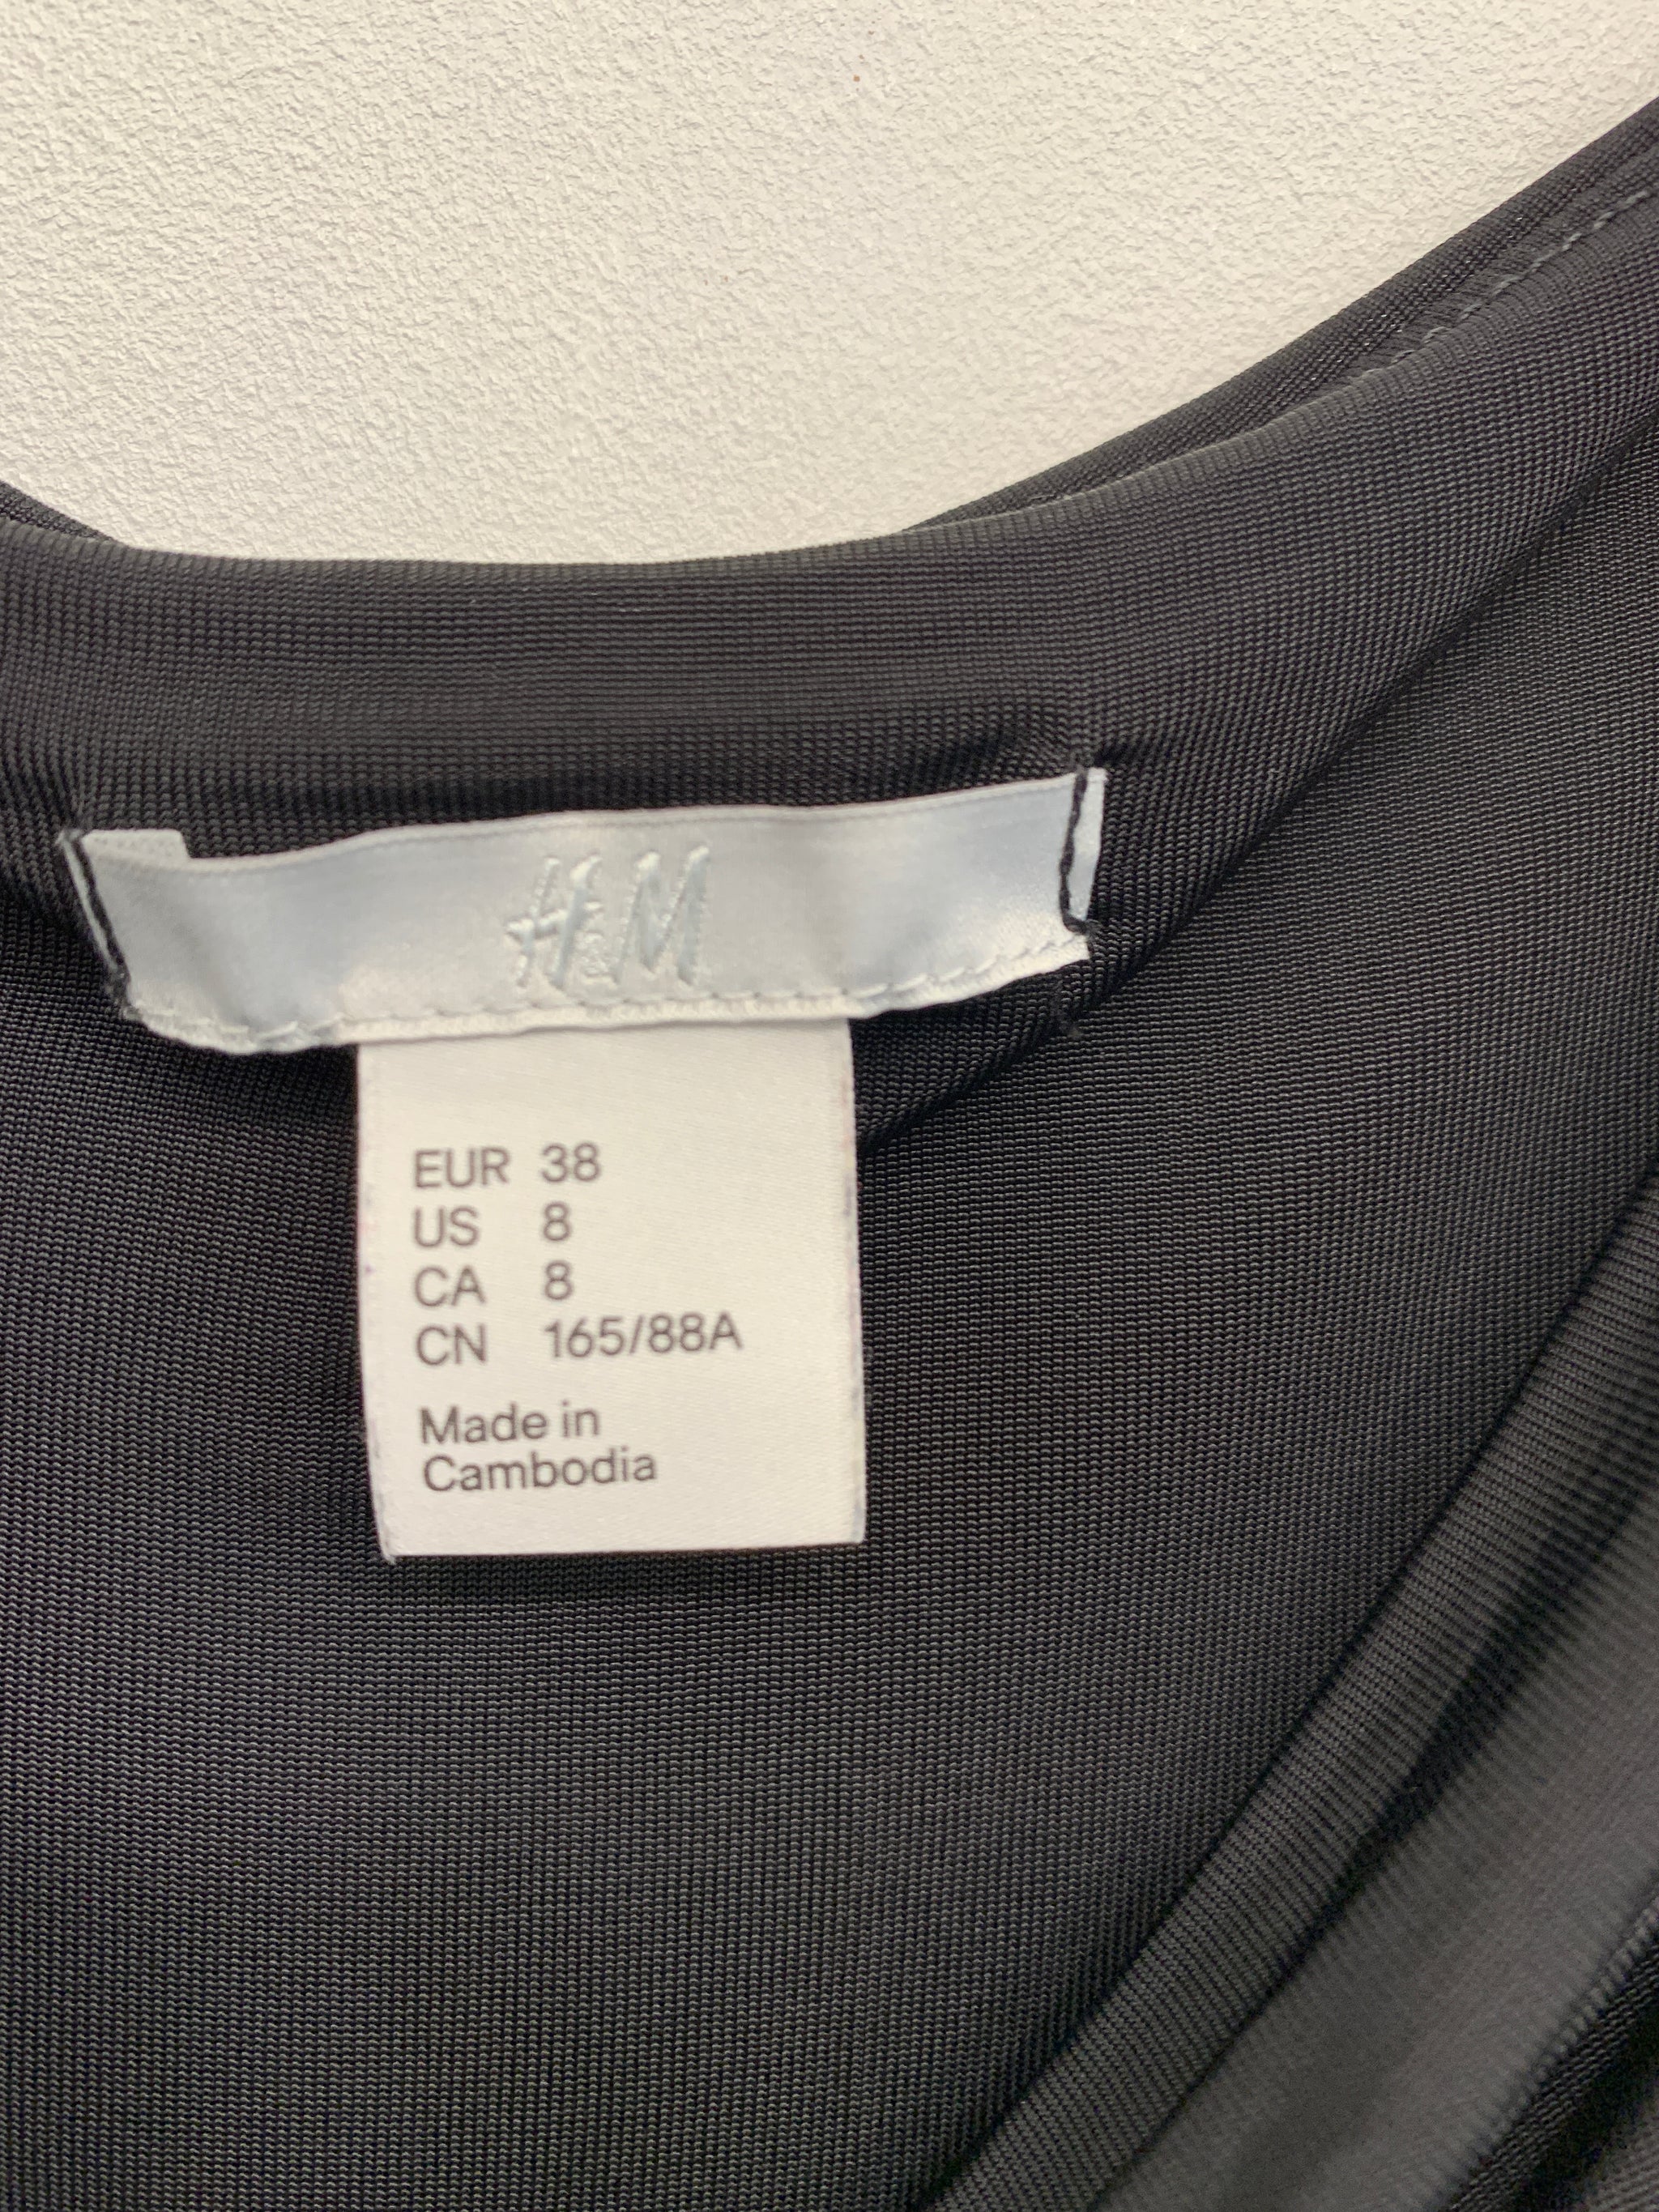 H&M
EUR 38
US 8
CA 8
CN 165/88A
Made in
Cambodia